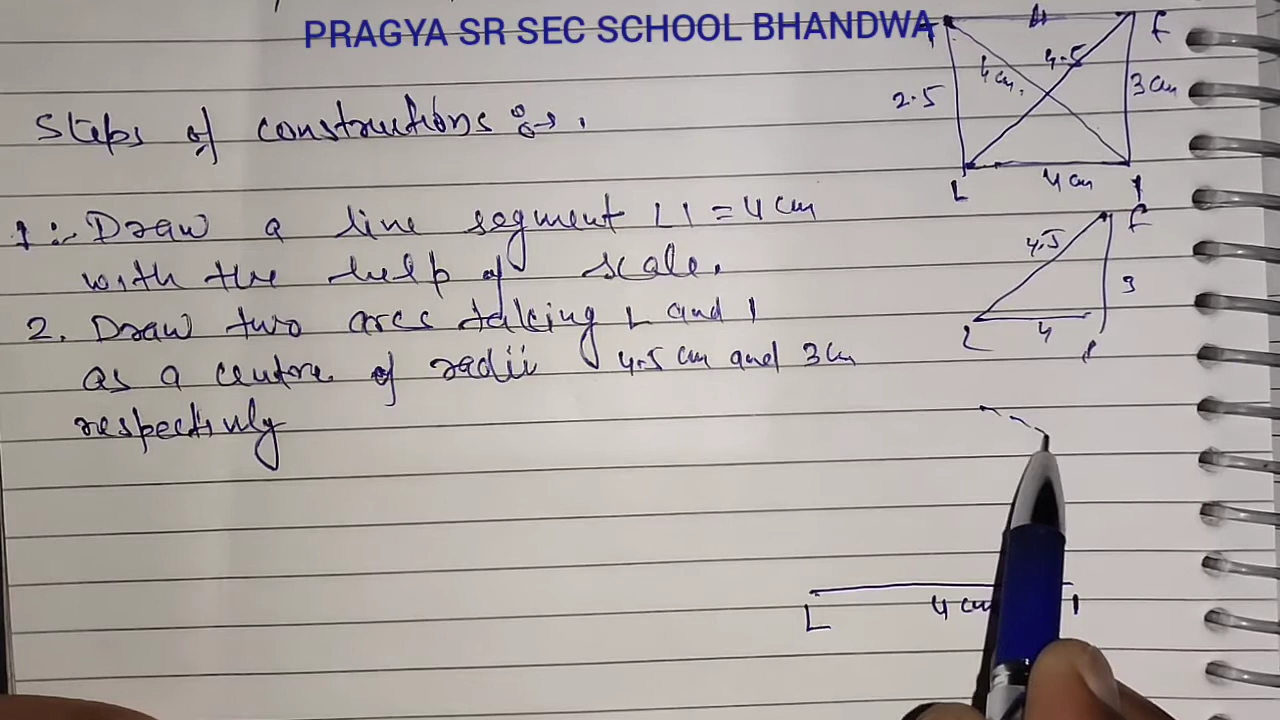 PRAGYA SR SEC SCHOOL BHANDWA
Steps of constructions :→.
1:- Draw a line segment LI = 4 cm
with the help of scale.
2. Draw two arcs taking L and I
as a centre of radii 4.5 cm and 3 cm
respectively
F
4 cm.
4.5
2.5
3 cm
L
4 cm
I
F
4.5
3
L
4
I
L
4 cm
I